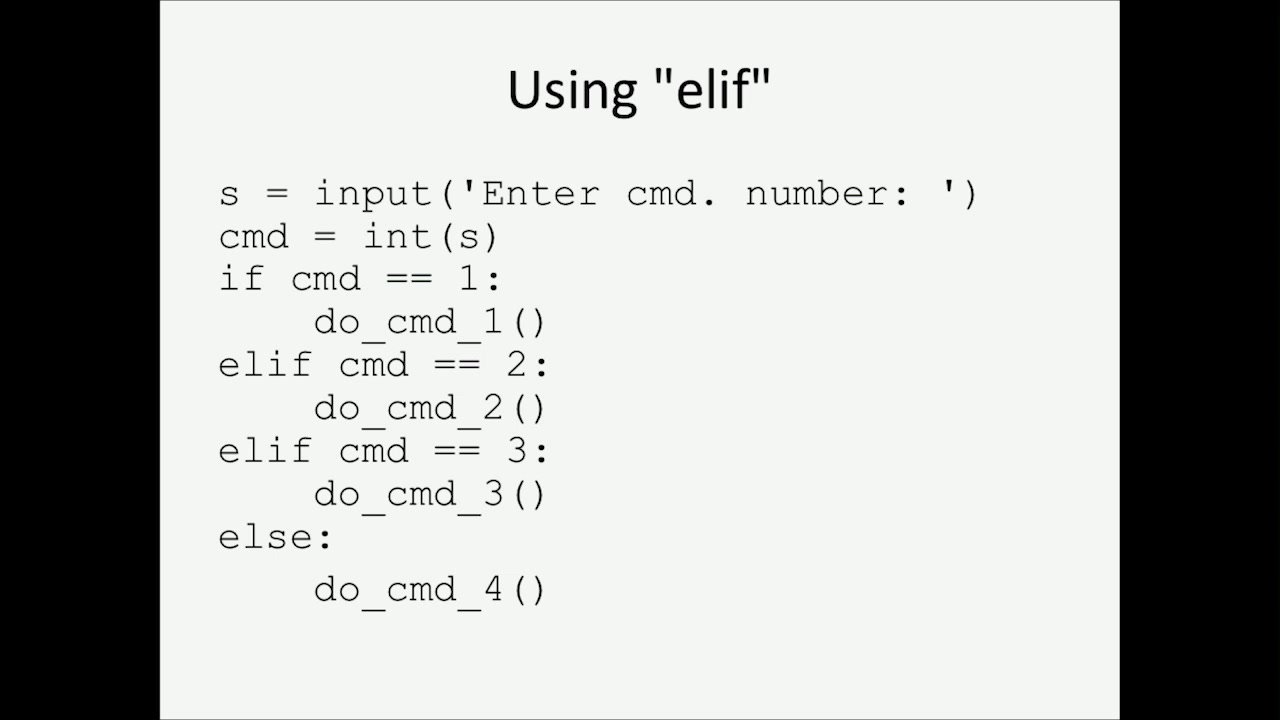 Using "elif"
s = input('Enter cmd. number: ')
cmd = int(s)
if cmd == 1:
    do_cmd_1()
elif cmd == 2:
    do_cmd_2()
elif cmd == 3:
    do_cmd_3()
else:
    do_cmd_4()